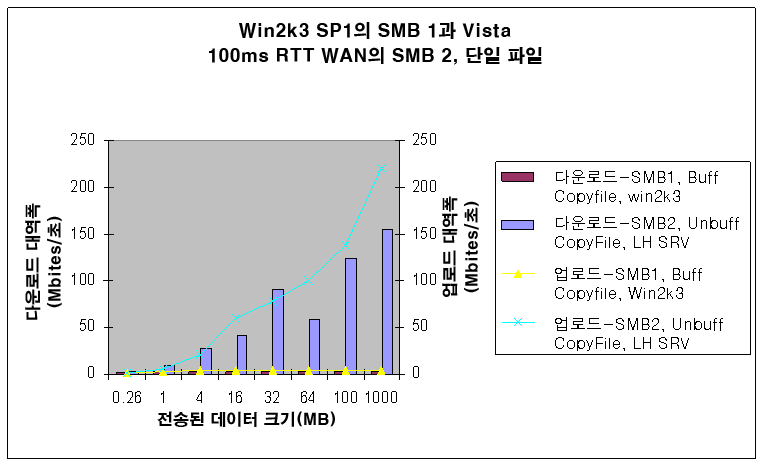 Win2k3 SP1의 SMB 1과 Vista
100ms RTT WAN의 SMB 2, 단일 파일
250
200
150
100
50
0
250
200
150
100
50
0
다운로드 대역폭
(Mbites/초)
업로드 대역폭
(Mbites/초)
0.26 1 4 16 32 64 100 1000
전송된 데이터 크기(MB)
다운로드-SMB1, Buff
Copyfile, win2k3
다운로드-SMB2, Unbuff
CopyFile, LH SRV
업로드-SMB1, Buff
Copyfile, Win2k3
업로드-SMB2, Unbuff
CopyFile, LH SRV